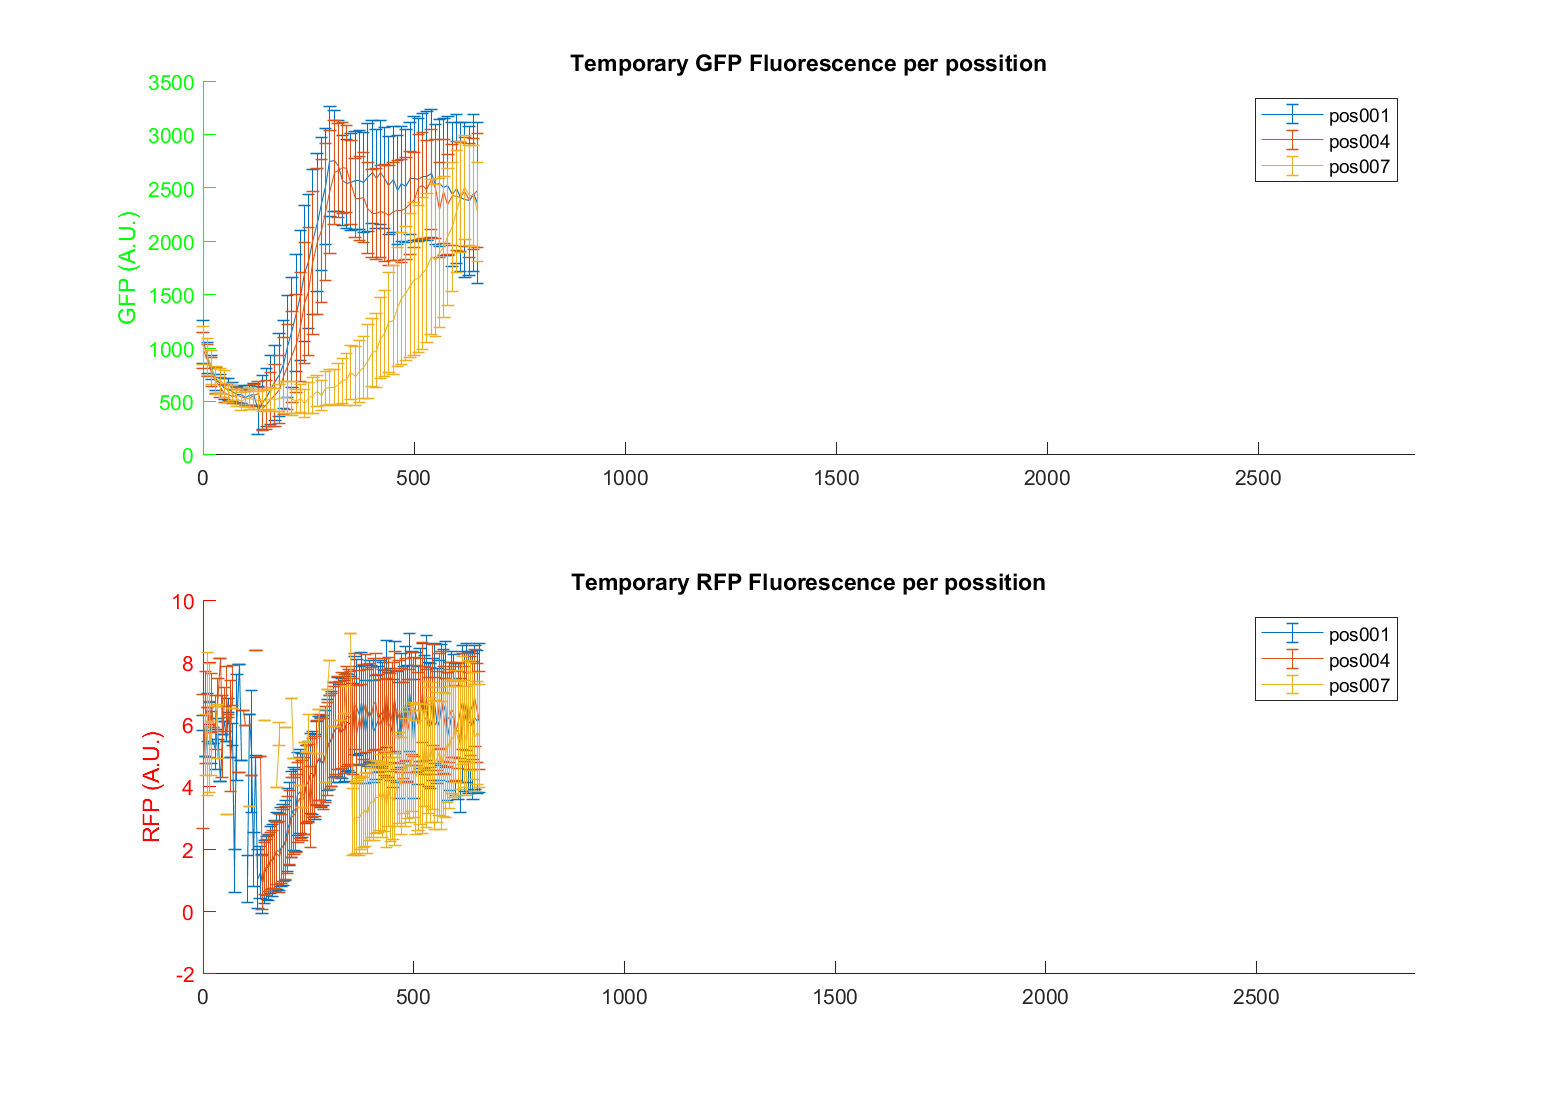 Temporary GFP Fluorescence per possition
GFP (A.U.)
3500
3000
2500
2000
1500
1000
500
0
0 500 1000 1500 2000 2500
pos001
pos004
pos007
Temporary RFP Fluorescence per possition
RFP (A.U.)
10
8
6
4
2
0
-2
0 500 1000 1500 2000 2500
pos001
pos004
pos007